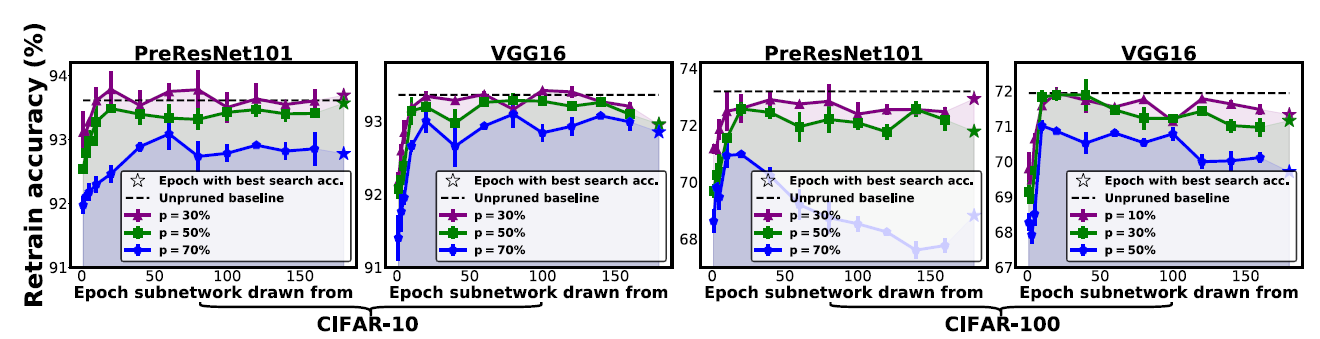 Retrain accuracy (%)
PreResNet101
94
93
92
91
0 50 100 150
Epoch with best search acc.
Unpruned baseline
p = 30%
p = 50%
p = 70%
Epoch subnetwork drawn from
VGG16
93
92
91
0 50 100 150
Epoch with best search acc.
Unpruned baseline
p = 30%
p = 50%
p = 70%
Epoch subnetwork drawn from
CIFAR-10
PreResNet101
74
72
70
68
0 50 100 150
Epoch with best search acc.
Unpruned baseline
p = 30%
p = 50%
p = 70%
Epoch subnetwork drawn from
VGG16
72
71
70
69
68
67
0 50 100 150
Epoch with best search acc.
Unpruned baseline
p = 10%
p = 30%
p = 50%
Epoch subnetwork drawn from
CIFAR-100